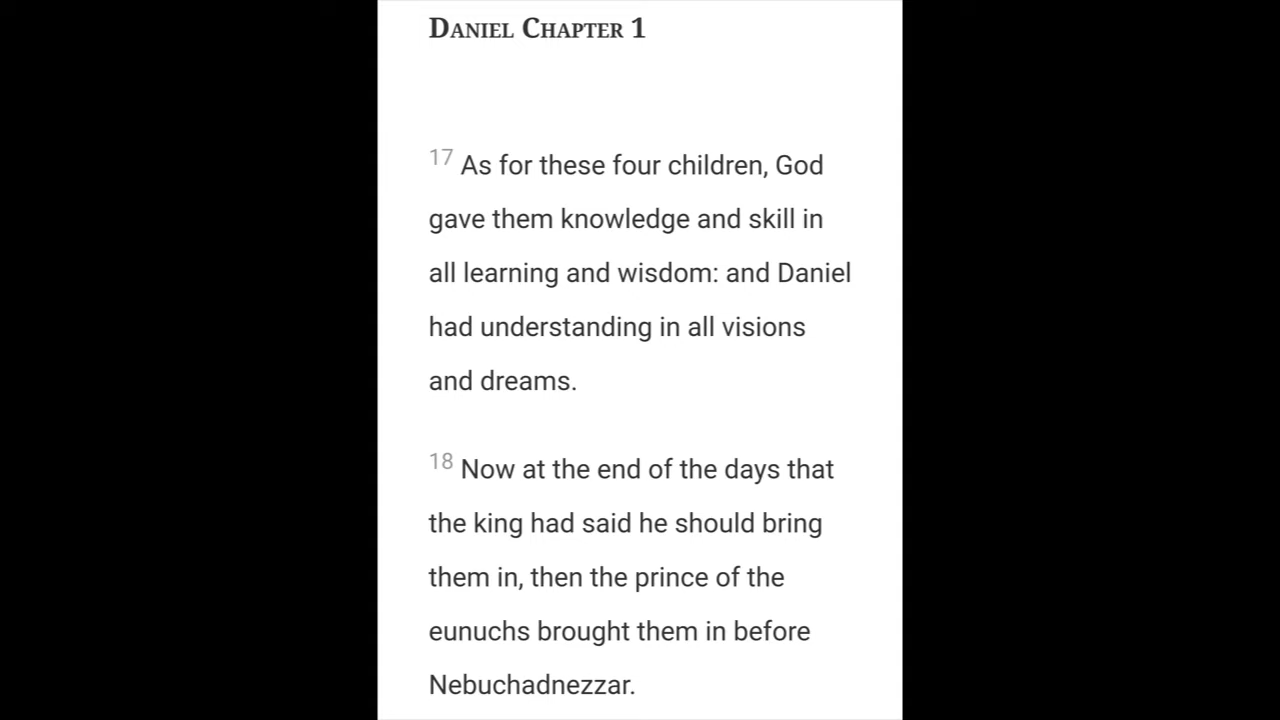 Daniel Chapter 1
17 As for these four children, God
gave them knowledge and skill in
all learning and wisdom: and Daniel
had understanding in all visions
and dreams.
18 Now at the end of the days that
the king had said he should bring
them in, then the prince of the
eunuchs brought them in before
Nebuchadnezzar.